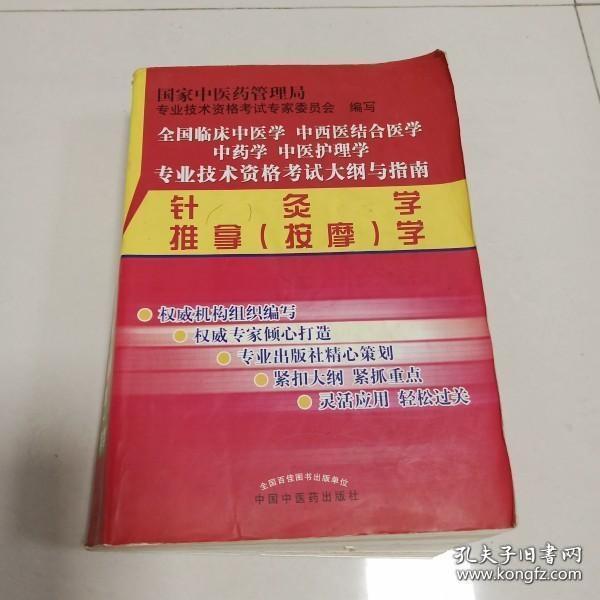 国家中医药管理局
专业技术资格考试专家委员会 编写
全国临床中医学 中西医结合医学
中药学 中医护理学
专业技术资格考试大纲与指南
针灸学
推拿(按摩)学
权威机构组织编写
权威专家倾心打造
专业出版社精心策划
紧扣大纲 紧抓重点
灵活应用 轻松过关
全国百佳图书出版单位
中国中医药出版社
孔夫子旧书网
www.kongfz.com